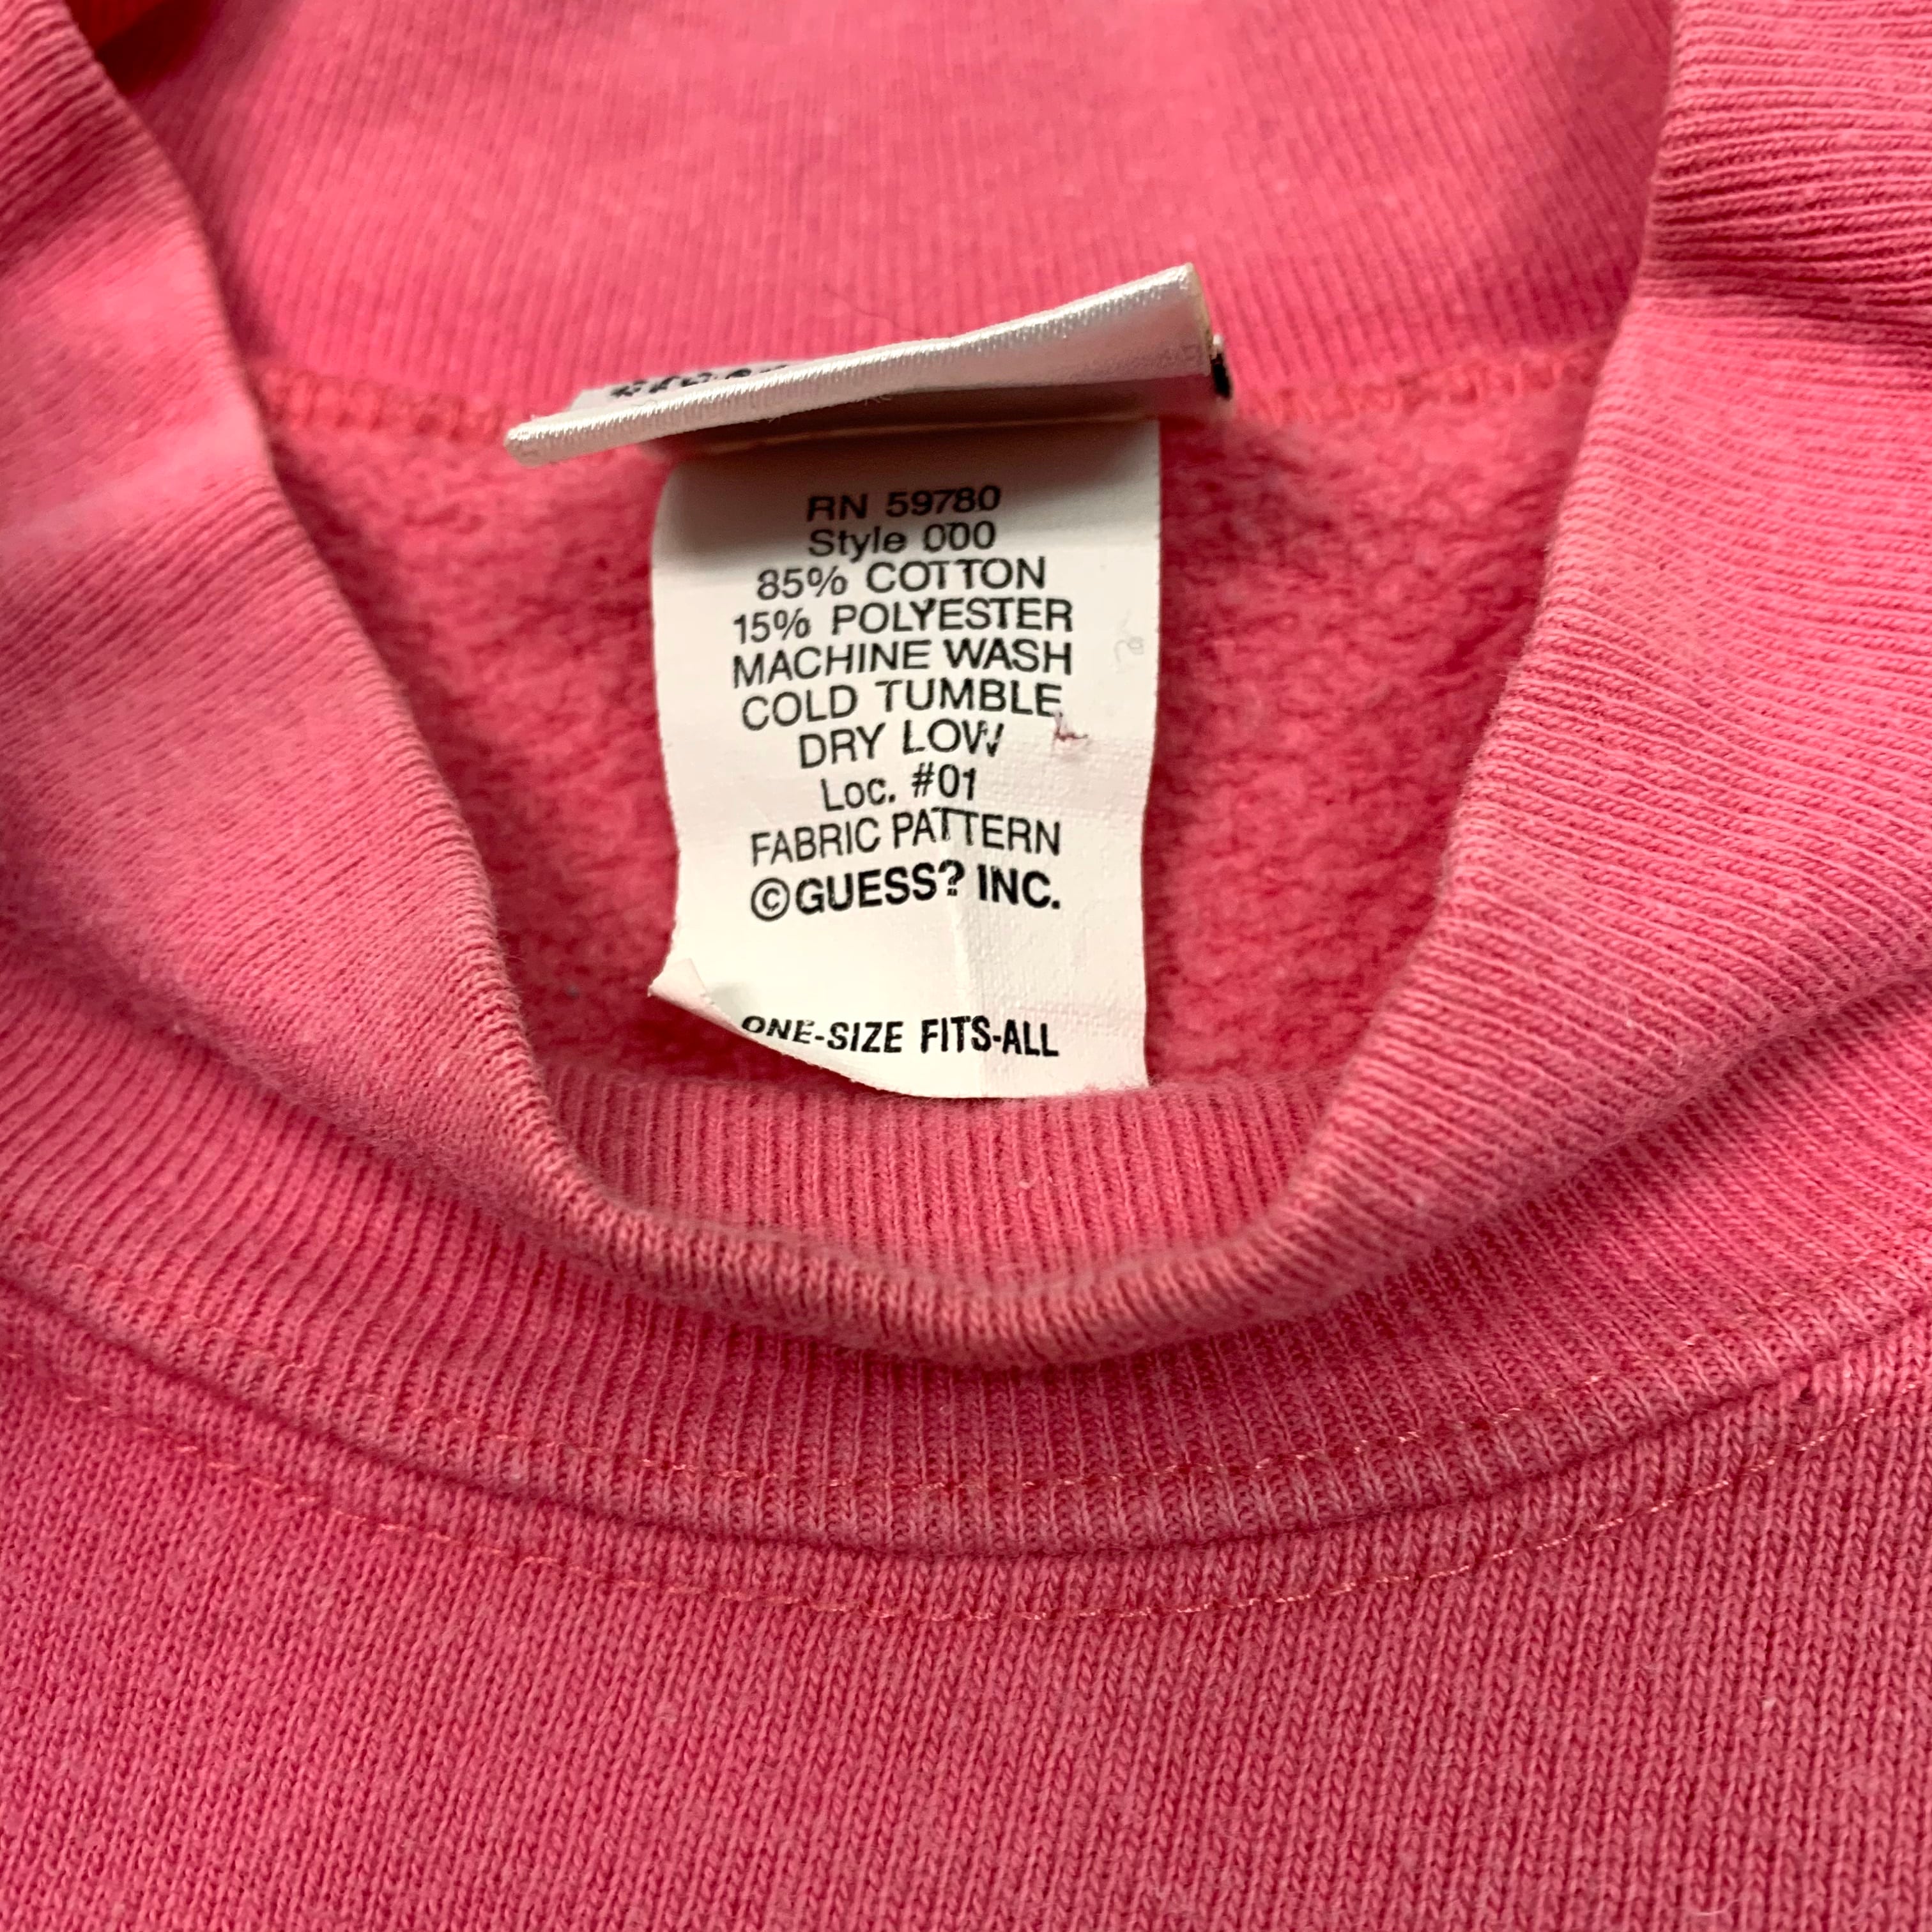 RN 59780
Style 000
85% COTTON
15% POLYESTER
MACHINE WASH
COLD TUMBLE
DRY LOW
Loc. #01
FABRIC PATTERN
©GUESS? INC.
ONE-SIZE FITS-ALL